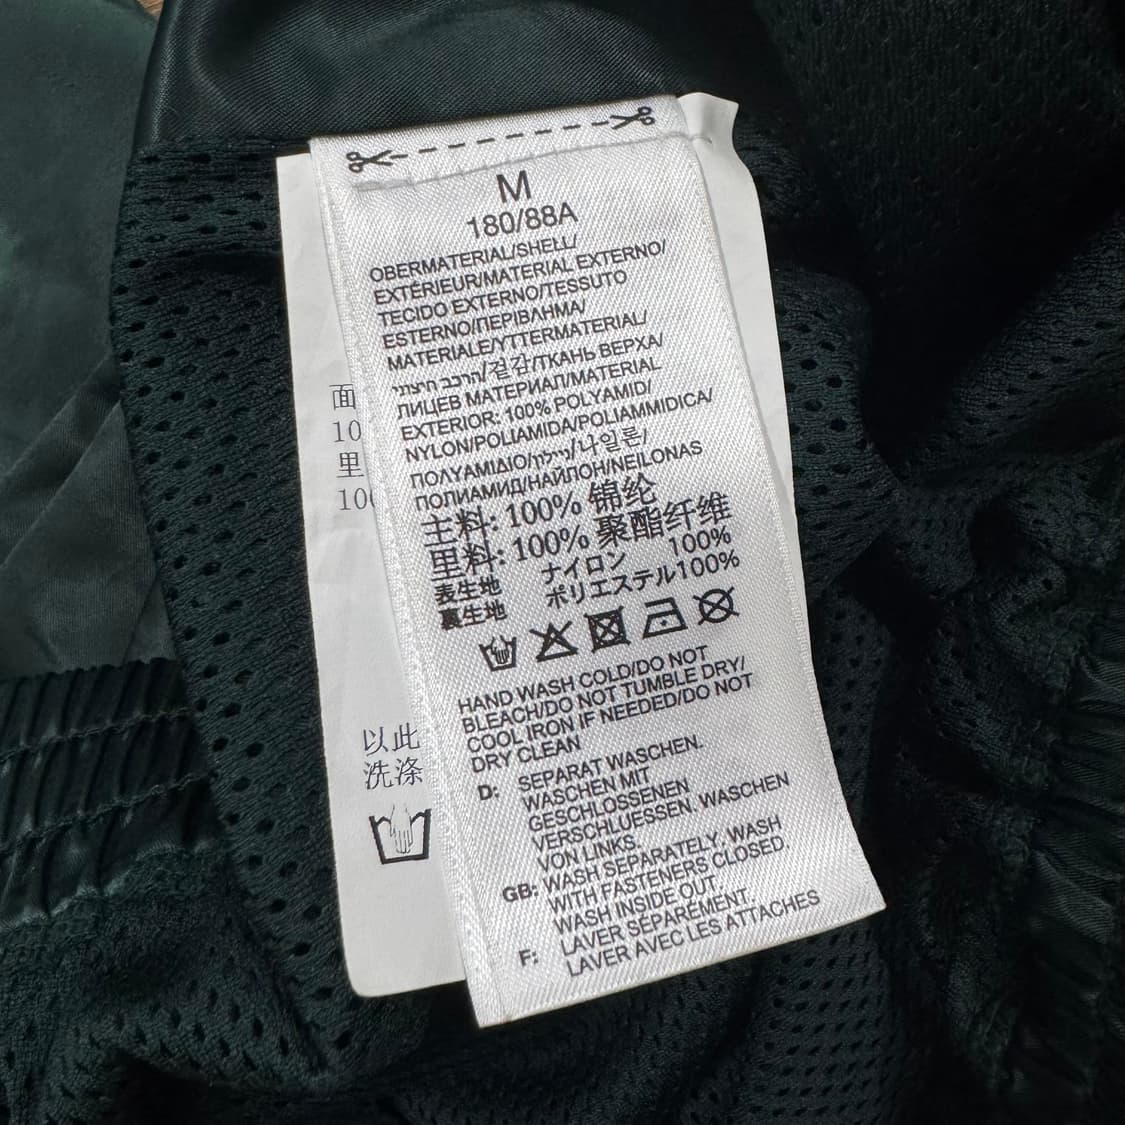 M
180/88A
OBERMATERIAL/SHELL/
EXTÉRIEUR/MATERIAL EXTERNO/
TECIDO EXTERNO/TESSUTO
ESTERNO/ΠΕΡΙΒΛΗΜΑ/
MATERIALE/YTTERMATERIAL/
הרכב חיצוני/겉감/ТКАНЬ ВЕРХА/
ЛИЦЕВ МАТЕРИАЛ/MATERIAL
EXTERIOR: 100% POLYAMID/
NYLON/POLIAMIDA/POLIAMMIDICA/
ΠΟΛΥΑΜΙΔΙΟ/ניילון/나일론/
ПОЛИАМИД/НАЙЛОН/NEILONAS
主料: 100% 锦纶
里料: 100% 聚酯纤维
表生地 ナイロン 100%
裏生地 ポリエステル100%
HAND WASH COLD/DO NOT
BLEACH/DO NOT TUMBLE DRY/
COOL IRON IF NEEDED/DO NOT
DRY CLEAN
D: SEPARAT WASCHEN.
WASCHEN MIT
GESCHLOSSENEN
VERSCHLUESSEN. WASCHEN
VON LINKS.
GB: WASH SEPARATELY. WASH
WITH FASTENERS CLOSED.
WASH INSIDE OUT.
F: LAVER SÉPARÉMENT.
LAVER AVEC LES ATTACHES
面
10
里
100
以此
洗涤